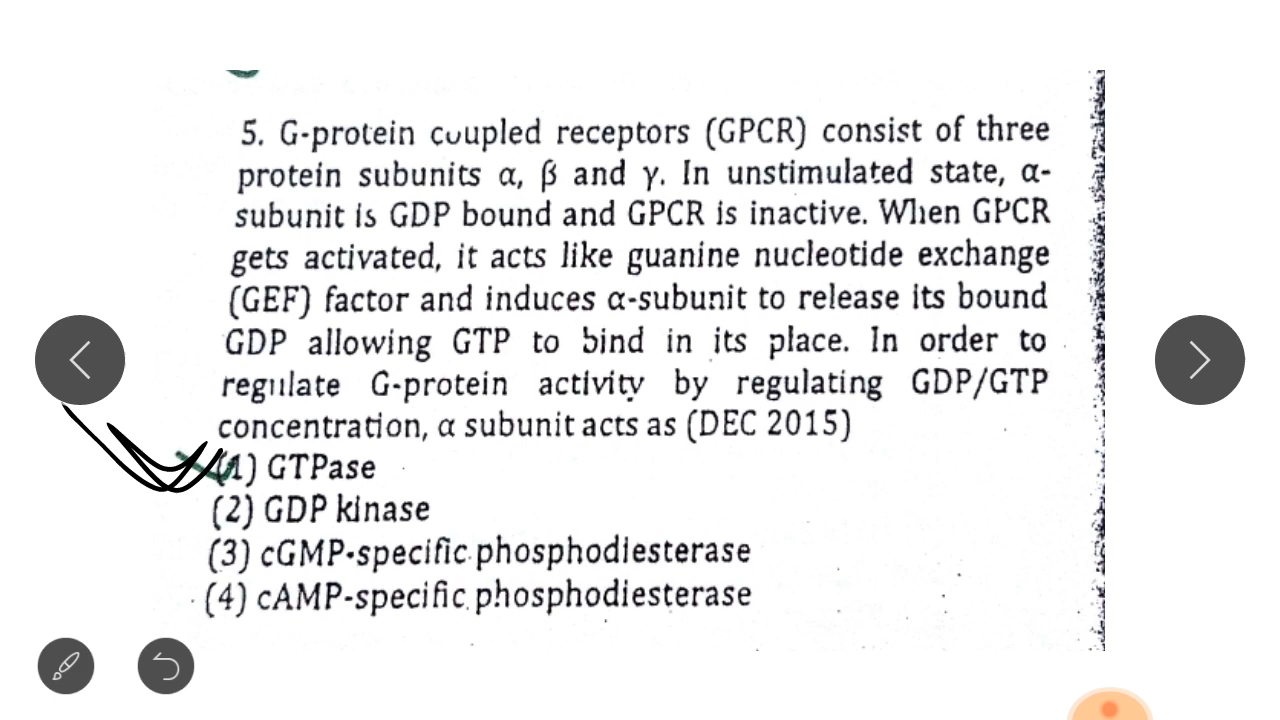 5. G-protein coupled receptors (GPCR) consist of three
protein subunits α, β and γ. In unstimulated state, α-
subunit is GDP bound and GPCR is inactive. When GPCR
gets activated, it acts like guanine nucleotide exchange
(GEF) factor and induces α-subunit to release its bound
GDP allowing GTP to bind in its place. In order to
regulate G-protein activity by regulating GDP/GTP
concentration, α subunit acts as (DEC 2015)
(1) GTPase
(2) GDP kinase
(3) cGMP-specific phosphodiesterase
(4) cAMP-specific phosphodiesterase